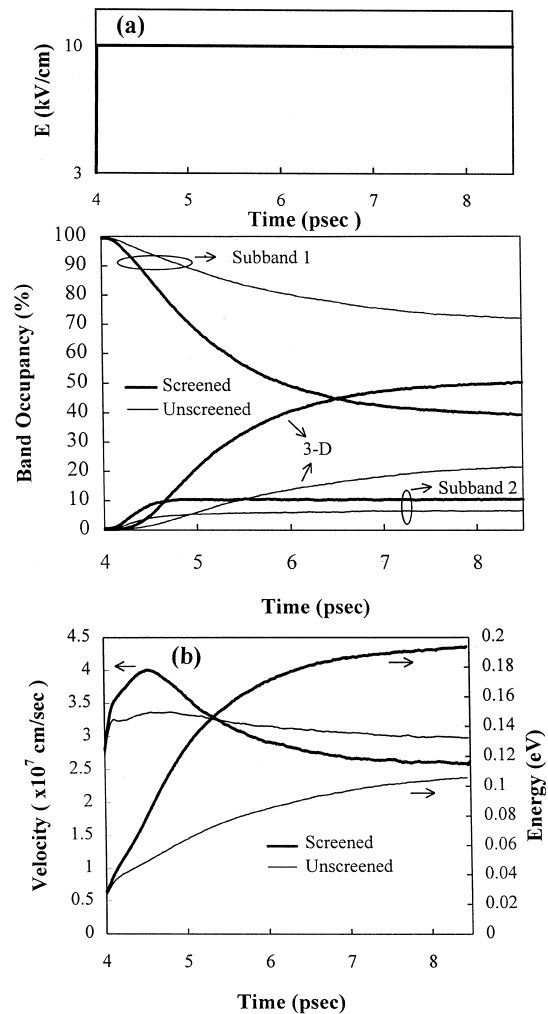 (a)
E (kV/cm)
10
3
4 5 6 7 8
Time (psec )
Band Occupancy (%)
100
90
80
70
60
50
40
30
20
10
0
Subband 1
Screened
Unscreened
3-D
Subband 2
4 5 6 7 8
Time (psec)
(b)
Velocity ( x10⁷ cm/sec)
4.5
4
3.5
3
2.5
2
1.5
1
0.5
0
Energy (eV)
0.2
0.18
0.16
0.14
0.12
0.1
0.08
0.06
0.04
0.02
0
Screened
Unscreened
4 5 6 7 8
Time (psec)